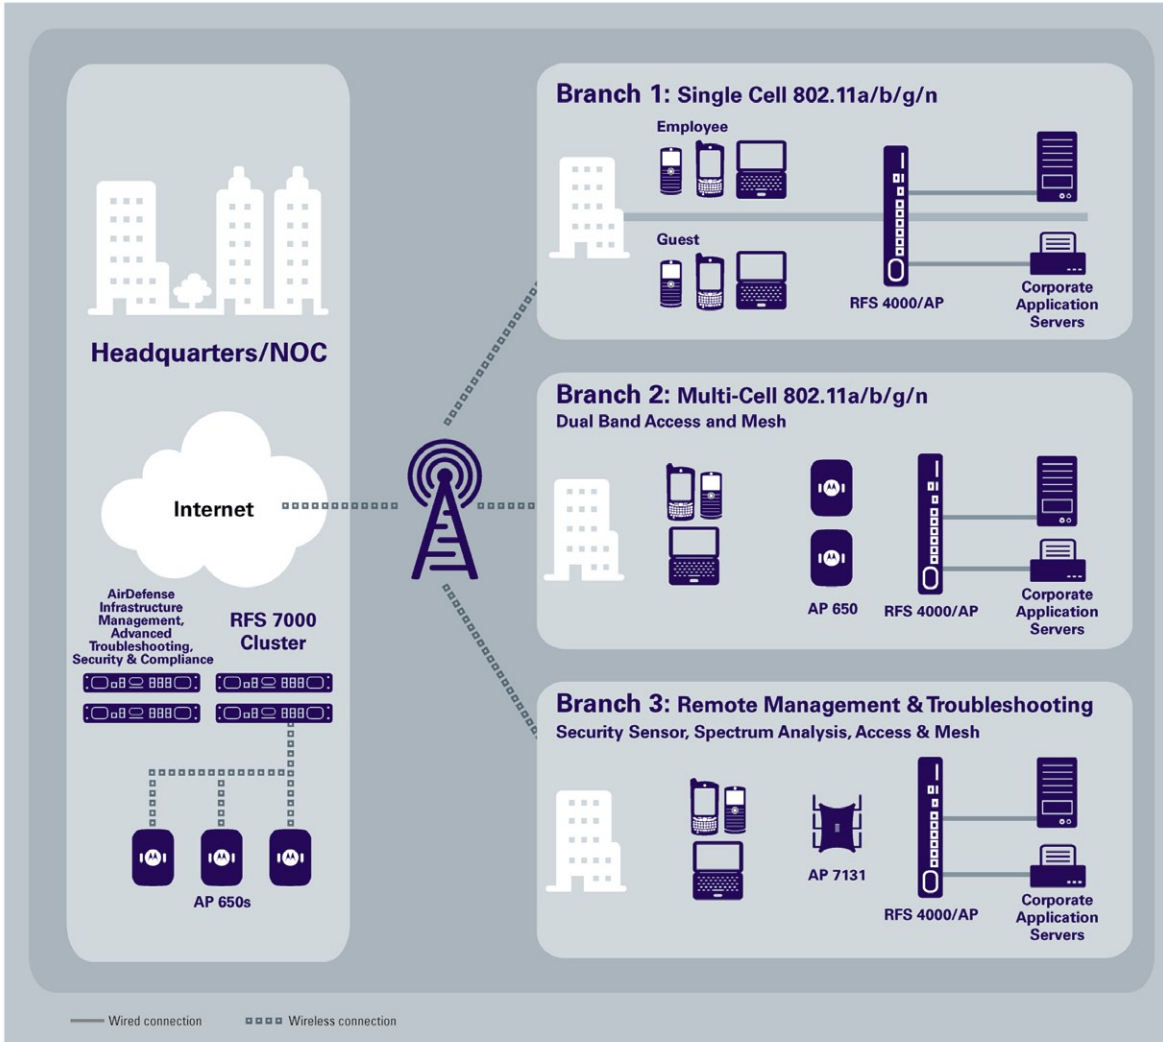 Headquarters/NOC
Internet
AirDefense
Infrastructure
Management,
Advanced
Troubleshooting,
Security & Compliance
RFS 7000
Cluster
AP 650s
Branch 1: Single Cell 802.11a/b/g/n
Employee
Guest
RFS 4000/AP
Corporate
Application
Servers
Branch 2: Multi-Cell 802.11a/b/g/n
Dual Band Access and Mesh
AP 650
RFS 4000/AP
Corporate
Application
Servers
Branch 3: Remote Management & Troubleshooting
Security Sensor, Spectrum Analysis, Access & Mesh
AP 7131
RFS 4000/AP
Corporate
Application
Servers
Wired connection
Wireless connection